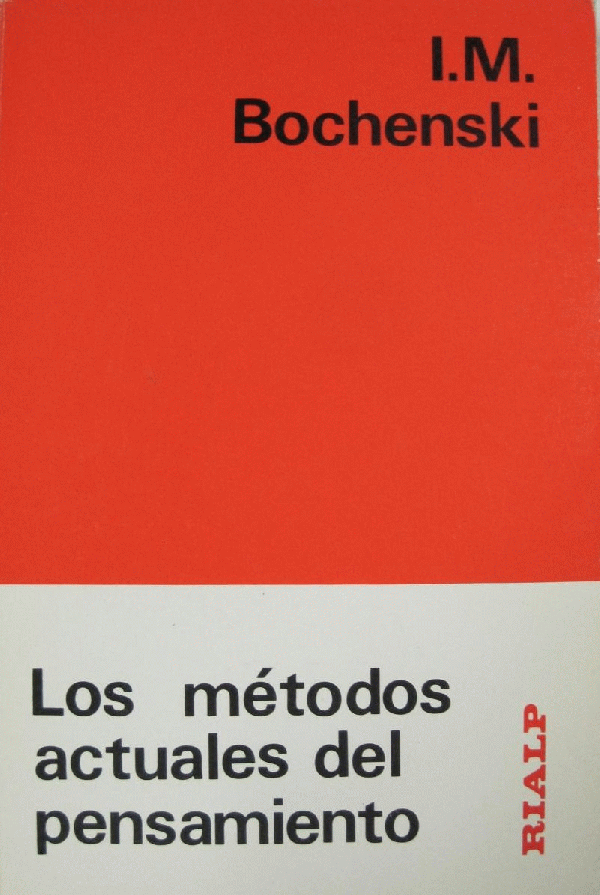 I.M.
Bochenski
Los métodos
actuales del
pensamiento
RIALP